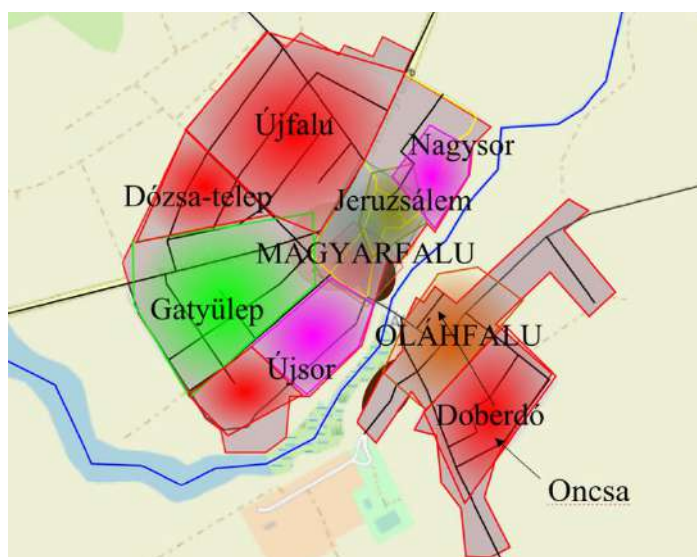 Újfalu
Nagysor
Dózsa-telep
Jeruzsálem
MAGYARFALU
Gatyülep
OLÁHFALU
Újsor
Doberdó
Oncsa